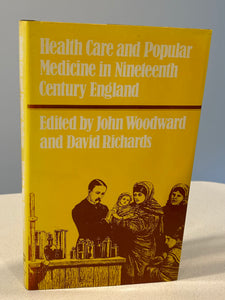 Health Care and Popular
Medicine in Nineteenth
Century England
Edited by John Woodward
and David Richards